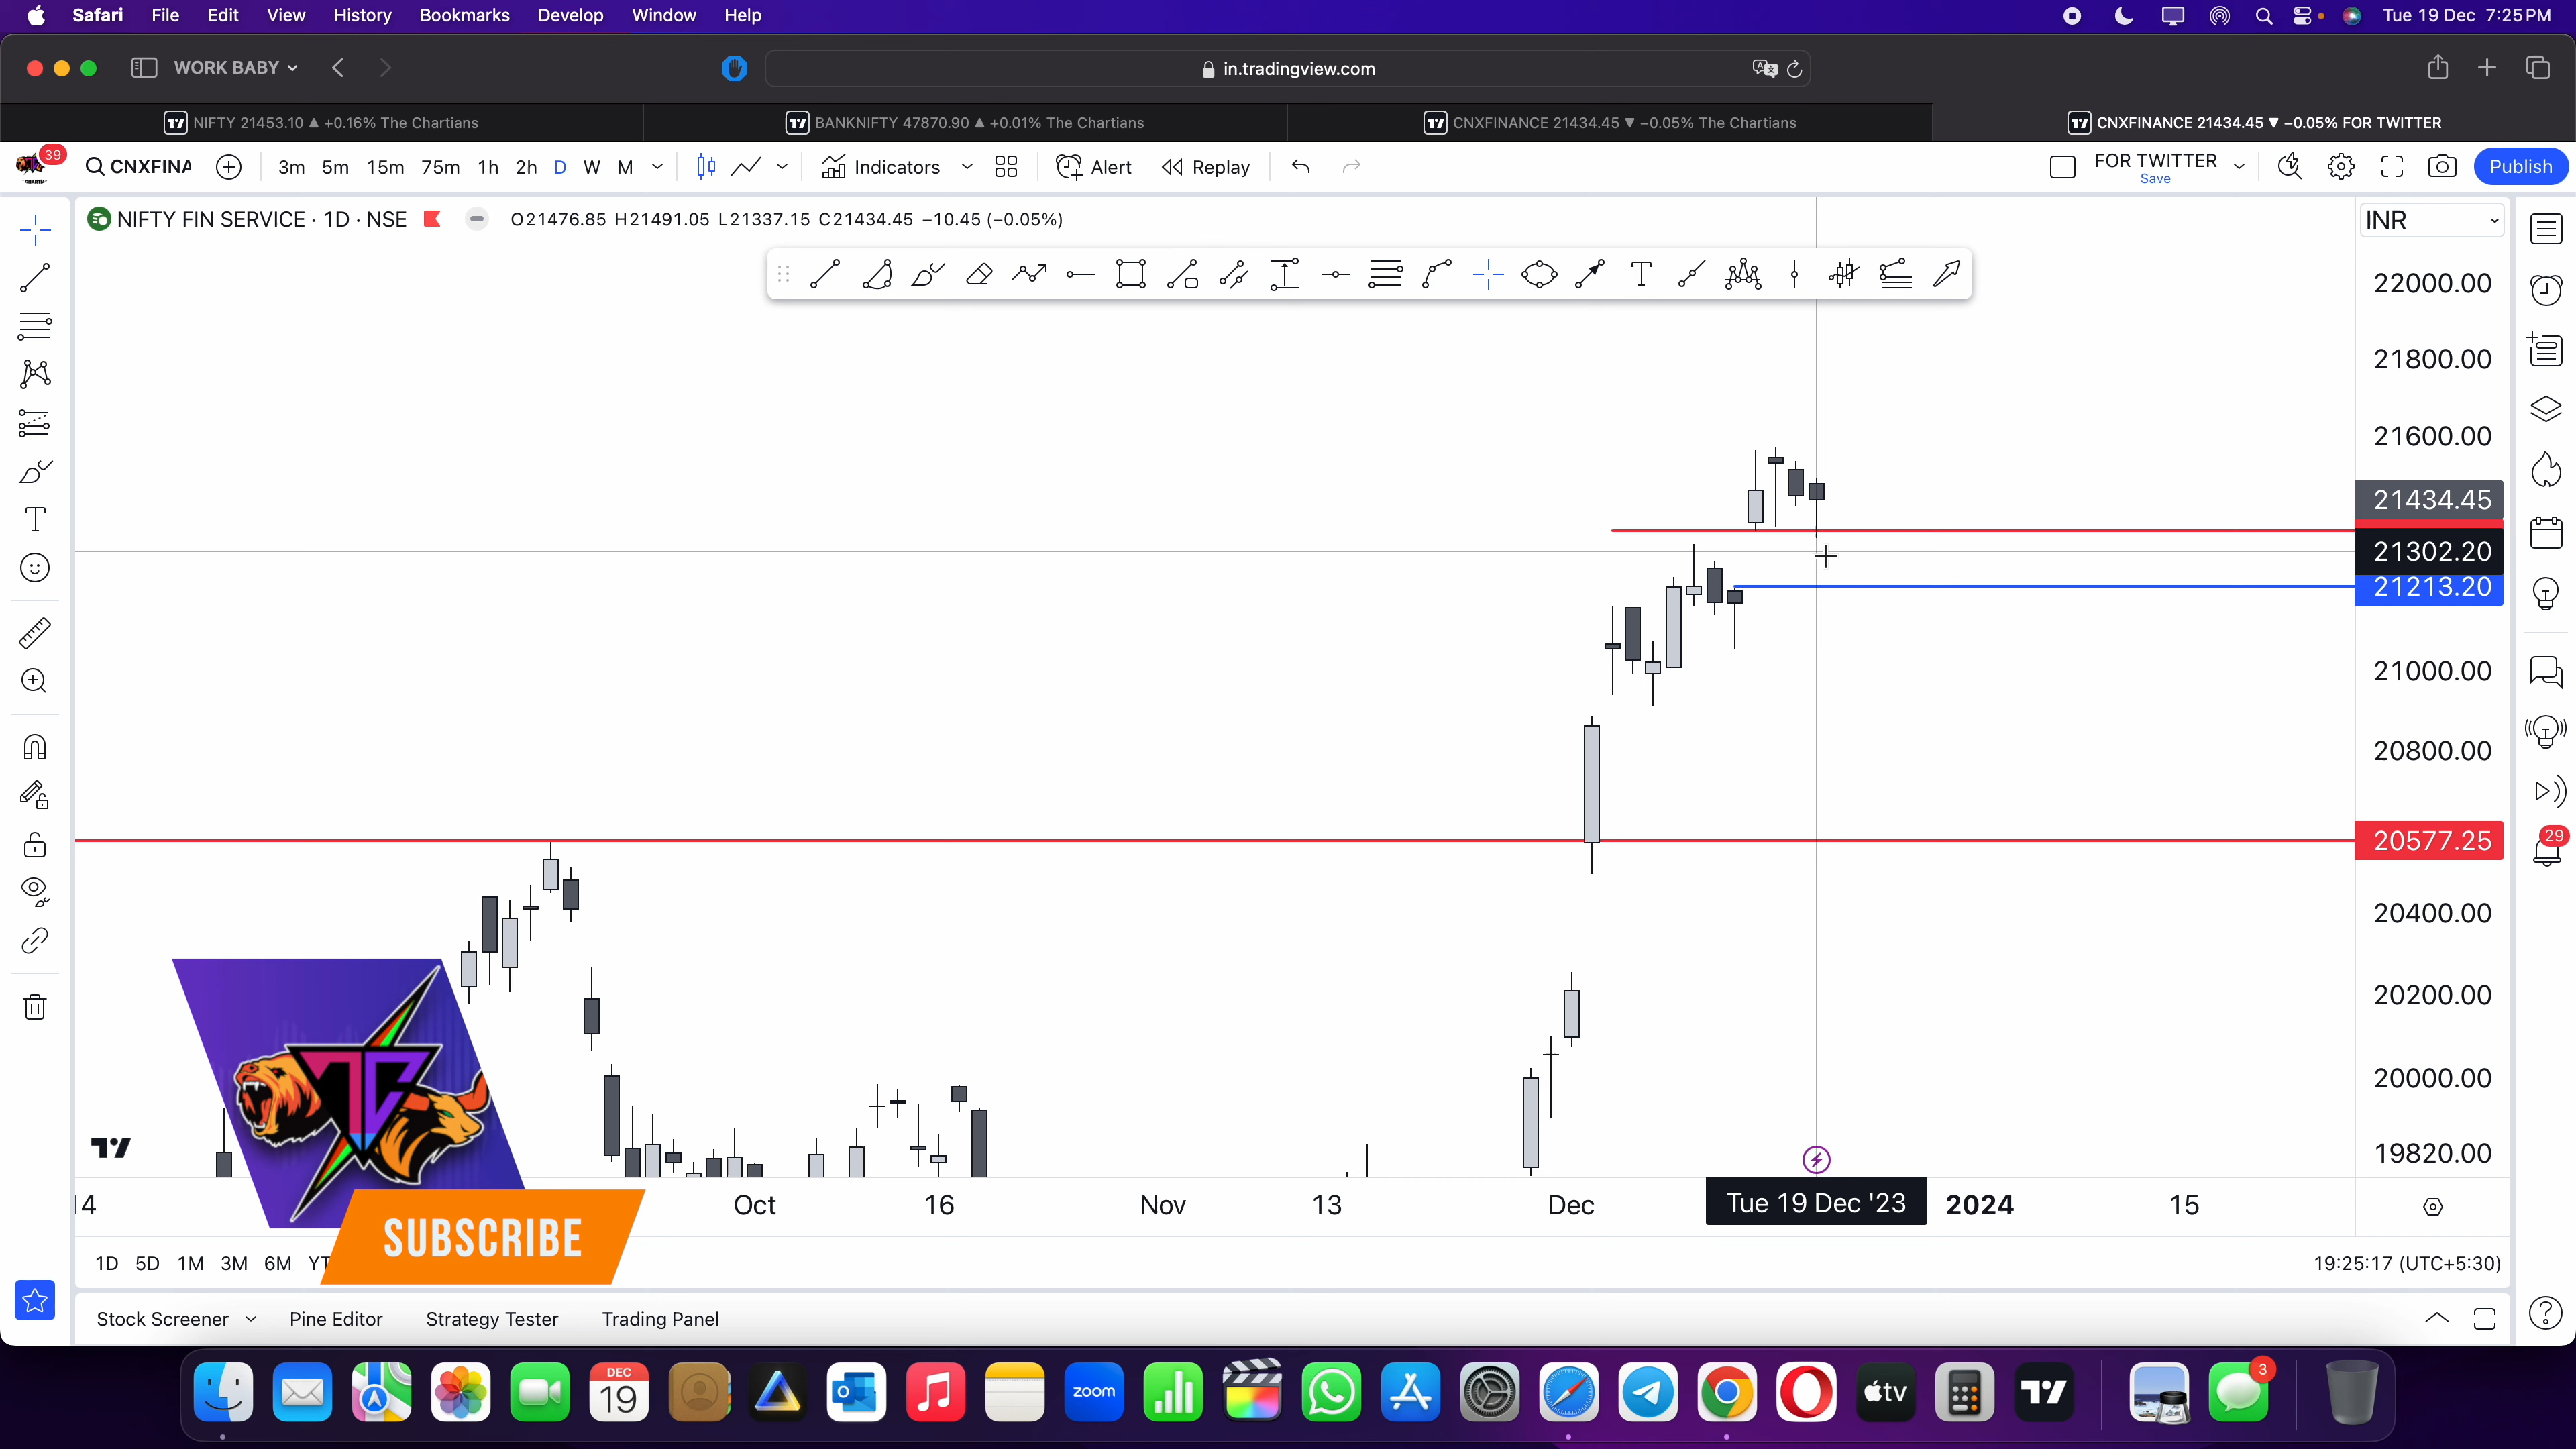 Safari File Edit View History Bookmarks Develop Window Help Tue 19 Dec 7:25 PM
WORK BABY in.tradingview.com
NIFTY 21453.10 ▲ +0.16% The Chartians
BANKNIFTY 47870.90 ▲ +0.01% The Chartians
CNXFINANCE 21434.45 ▼ −0.05% The Chartians
CNXFINANCE 21434.45 ▼ −0.05% FOR TWITTER
39 CNXFINA 3m 5m 15m 75m 1h 2h D W M Indicators Alert Replay FOR TWITTER Publish
Save
NIFTY FIN SERVICE · 1D · NSE O21476.85 H21491.05 L21337.15 C21434.45 −10.45 (−0.05%) INR
22000.00
21800.00
21600.00
21434.45
21302.20
21213.20
21000.00
20800.00
20577.25
29
20400.00
20200.00
20000.00
19820.00
TC
14 Oct 16 Nov 13 Dec Tue 19 Dec '23 2024 15
SUBSCRIBE
1D 5D 1M 3M 6M YT 19:25:17 (UTC+5:30)
Stock Screener Pine Editor Strategy Tester Trading Panel
DEC
19
zoom
tv
3